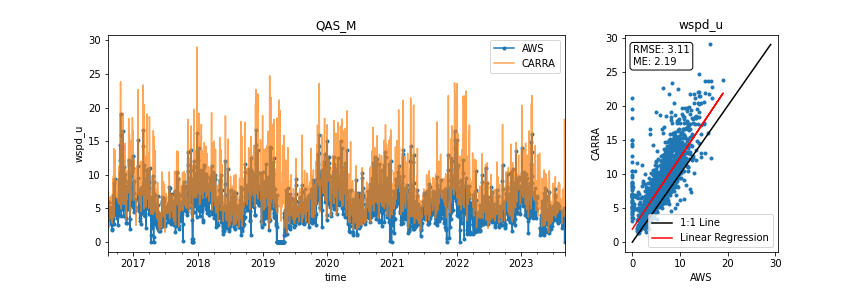 QAS_M
wspd_u
30
25
20
15
10
5
0
2017 2018 2019 2020 2021 2022 2023
time
AWS
CARRA
wspd_u
CARRA
30
25
20
15
10
5
0
0 10 20 30
AWS
RMSE: 3.11
ME: 2.19
1:1 Line
Linear Regression